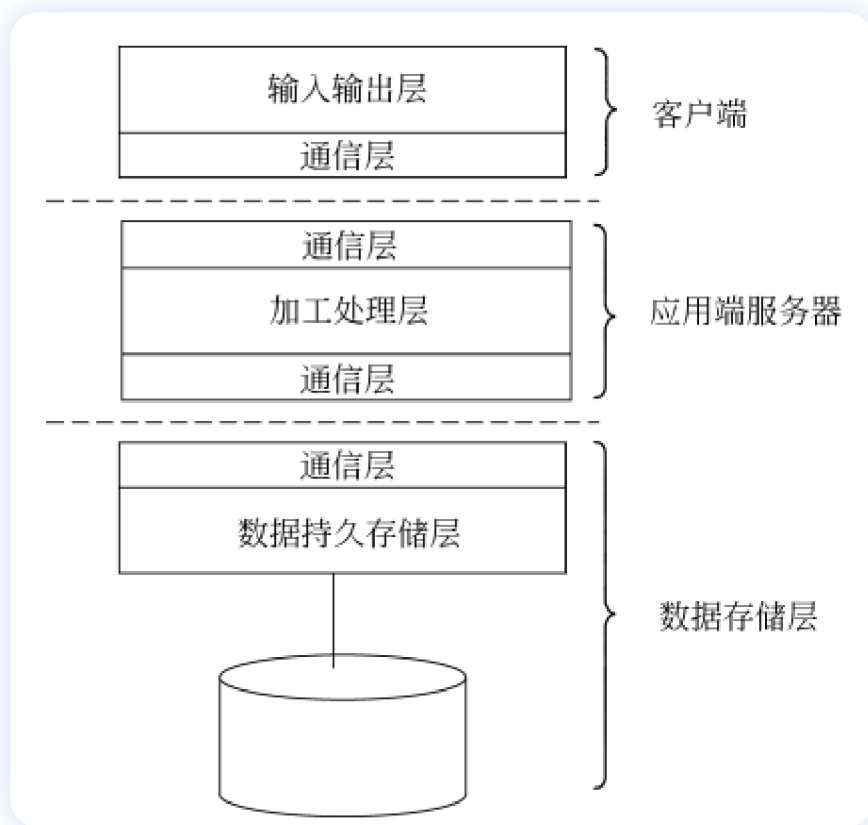 输入输出层
通信层
客户端
通信层
加工处理层
通信层
应用端服务器
通信层
数据持久存储层
数据存储层